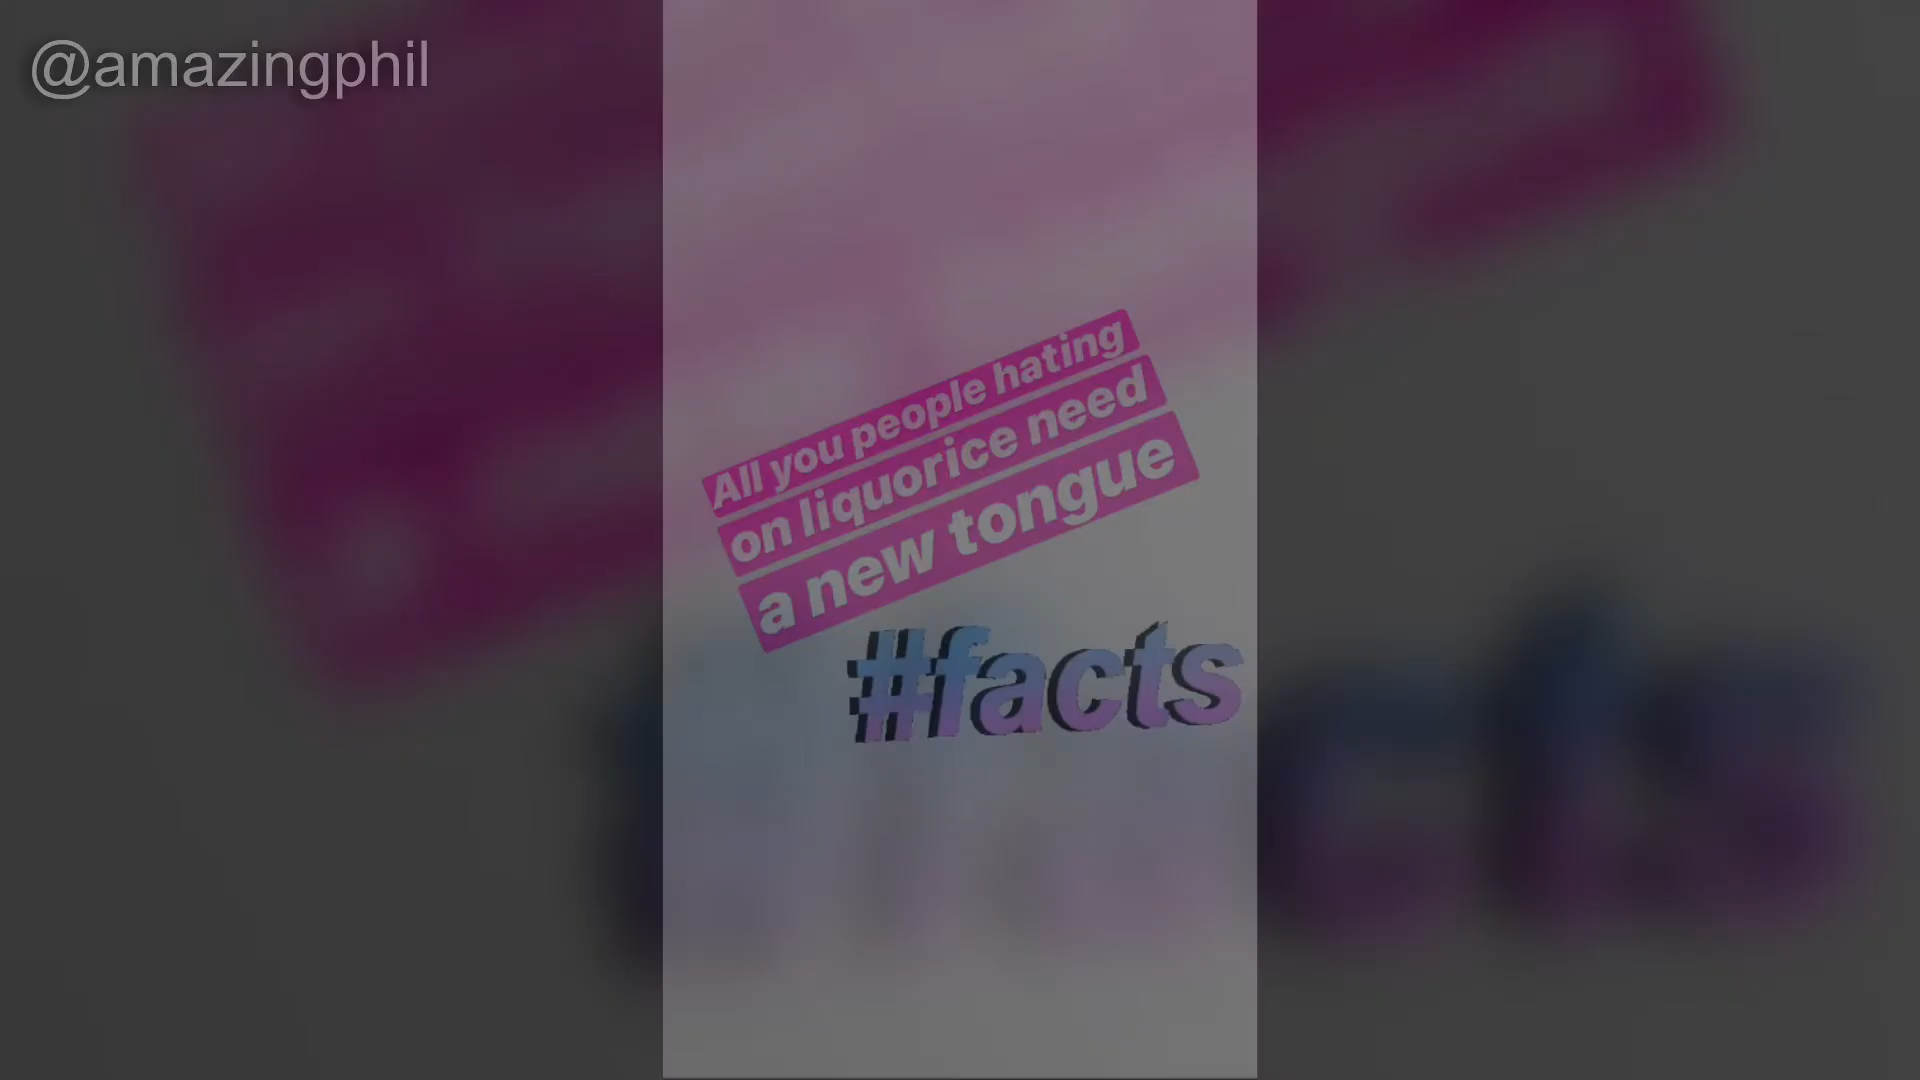 @amazingphil
All you people hating
on liquorice need
a new tongue
#facts